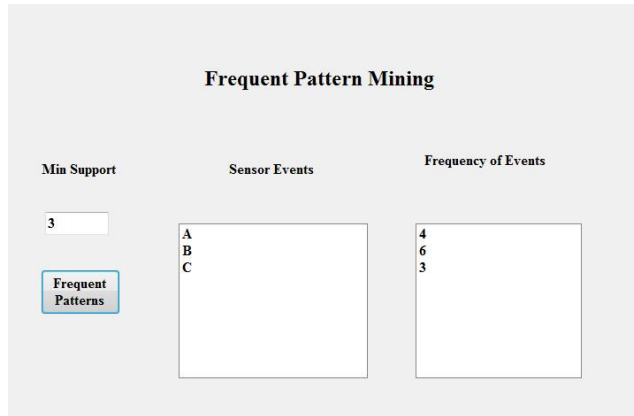 Frequent Pattern Mining
Min Support
Sensor Events
Frequency of Events
3
Frequent
Patterns
A
B
C
4
6
3